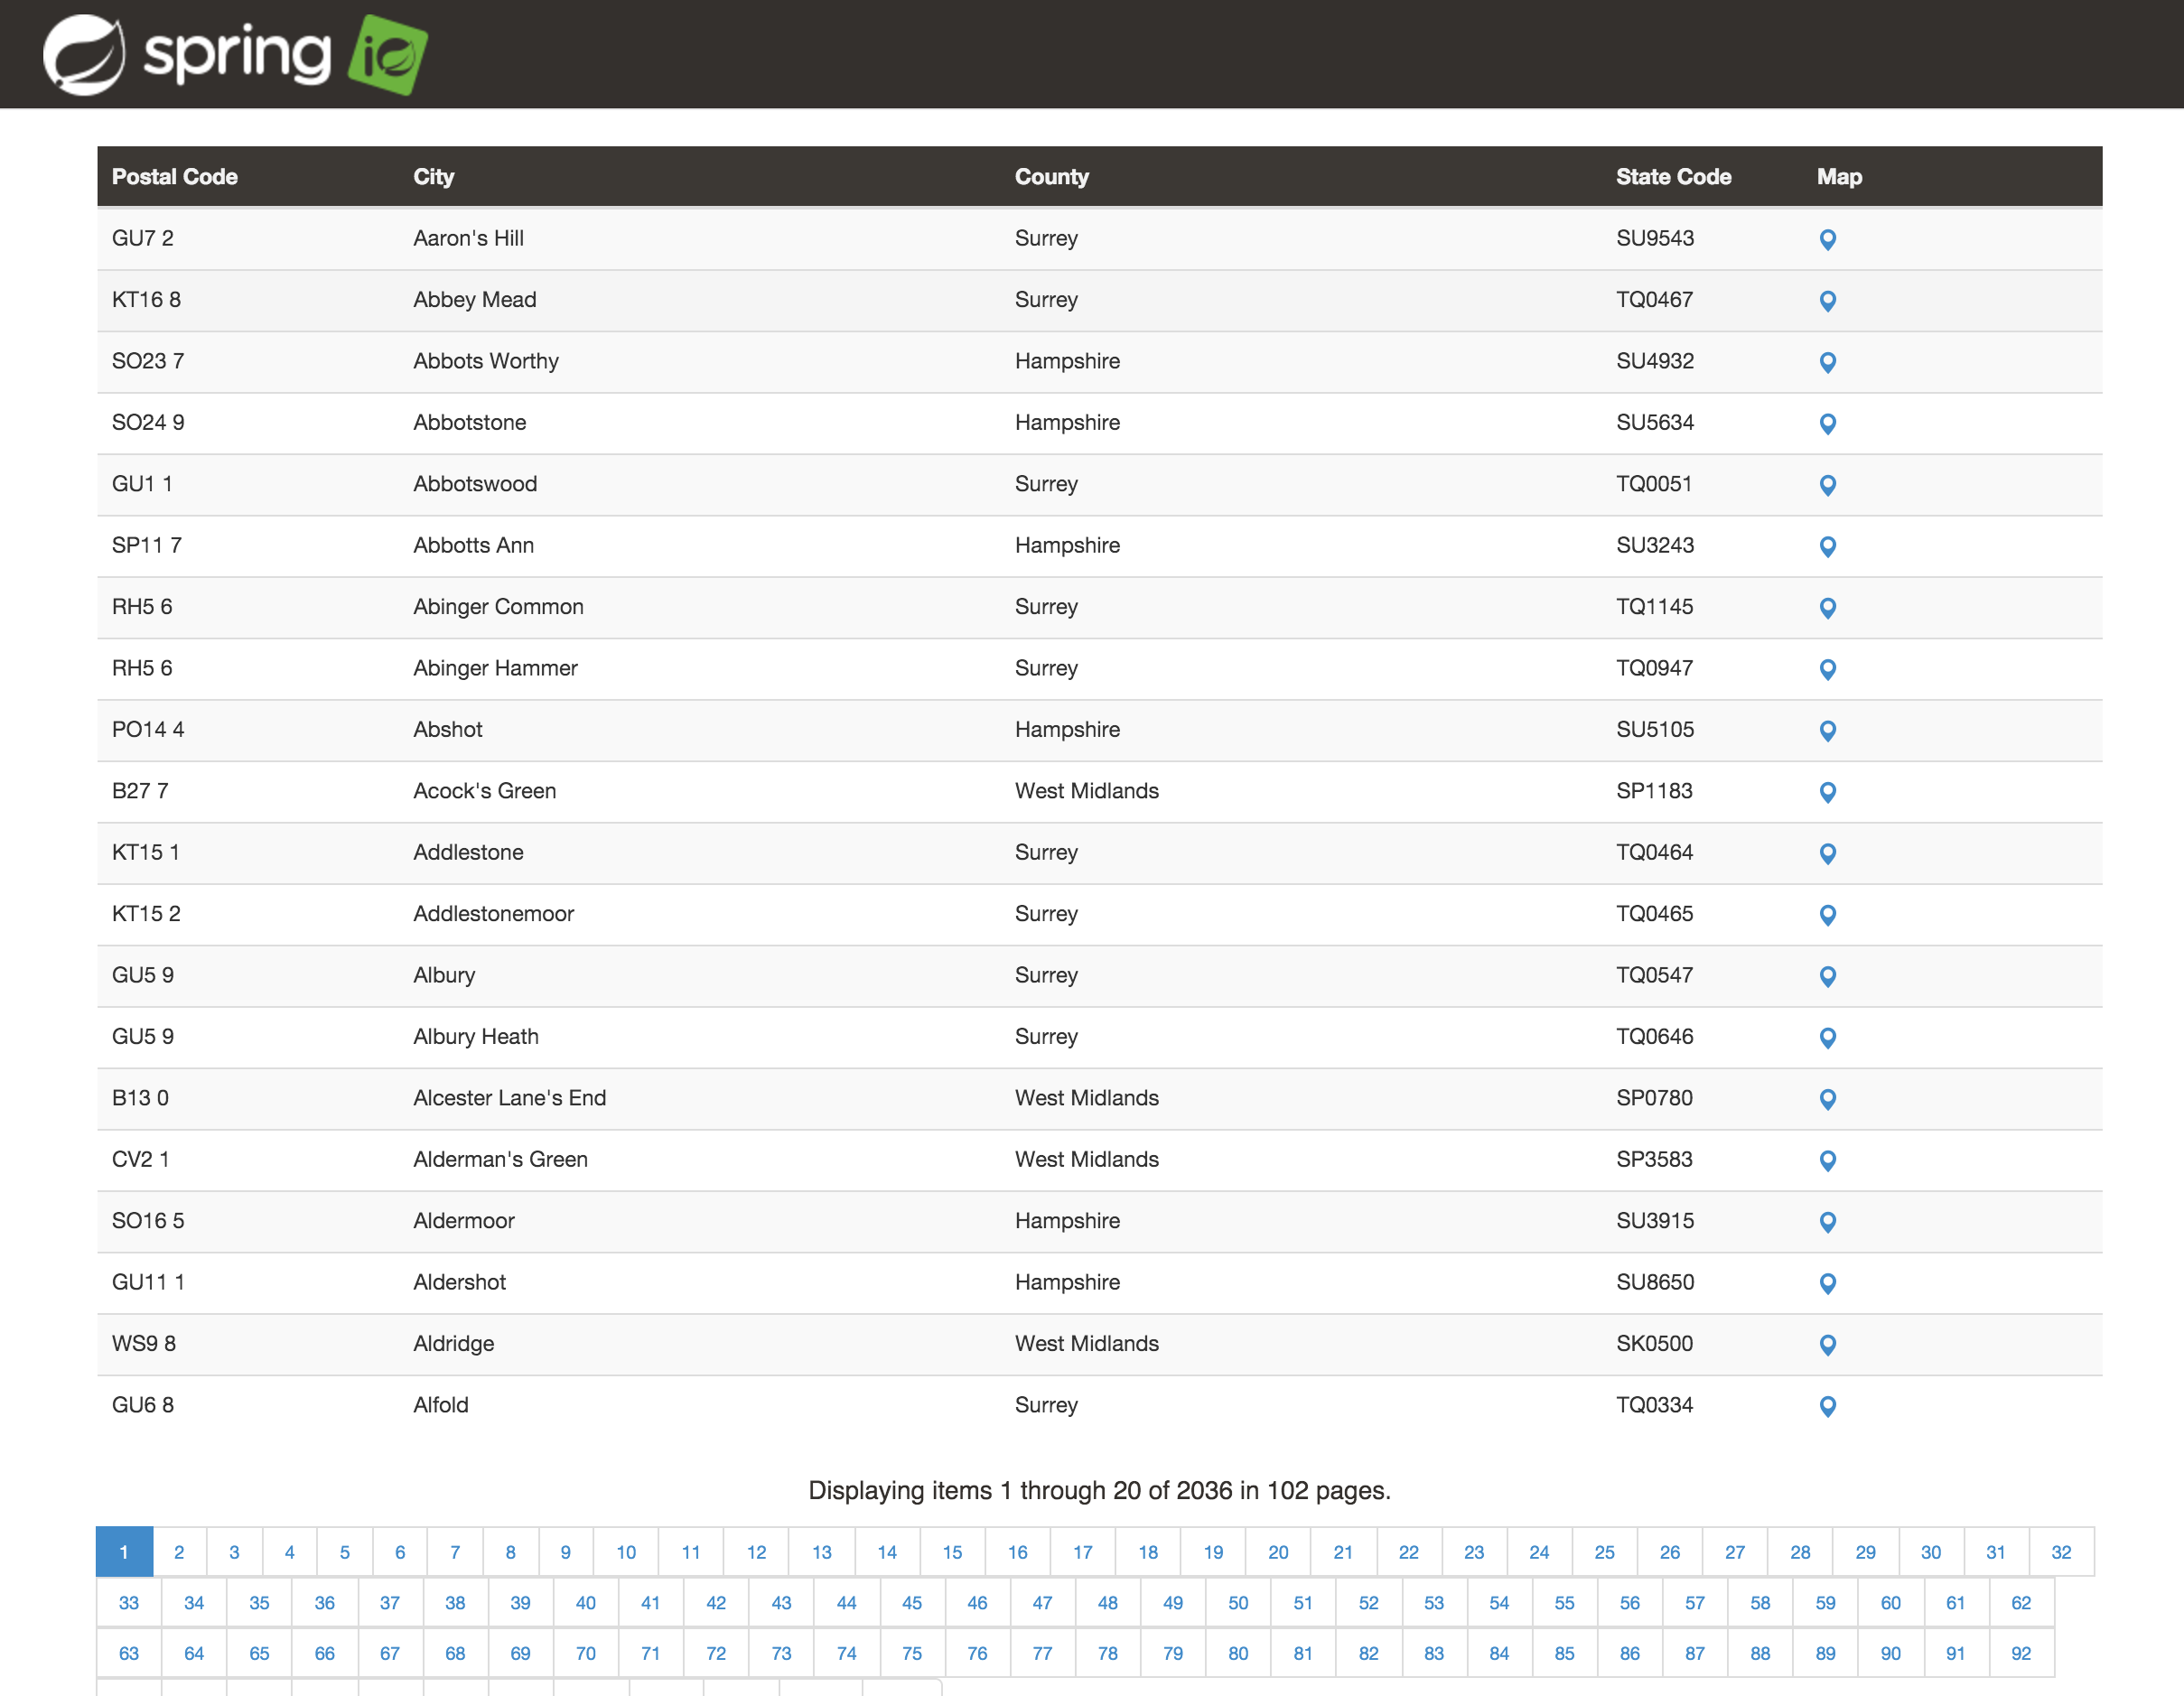 spring io
Postal Code City County State Code Map
GU7 2 Aaron's Hill Surrey SU9543
KT16 8 Abbey Mead Surrey TQ0467
SO23 7 Abbots Worthy Hampshire SU4932
SO24 9 Abbotstone Hampshire SU5634
GU1 1 Abbotswood Surrey TQ0051
SP11 7 Abbotts Ann Hampshire SU3243
RH5 6 Abinger Common Surrey TQ1145
RH5 6 Abinger Hammer Surrey TQ0947
PO14 4 Abshot Hampshire SU5105
B27 7 Acock's Green West Midlands SP1183
KT15 1 Addlestone Surrey TQ0464
KT15 2 Addlestonemoor Surrey TQ0465
GU5 9 Albury Surrey TQ0547
GU5 9 Albury Heath Surrey TQ0646
B13 0 Alcester Lane's End West Midlands SP0780
CV2 1 Alderman's Green West Midlands SP3583
SO16 5 Aldermoor Hampshire SU3915
GU11 1 Aldershot Hampshire SU8650
WS9 8 Aldridge West Midlands SK0500
GU6 8 Alfold Surrey TQ0334
Displaying items 1 through 20 of 2036 in 102 pages.
1 2 3 4 5 6 7 8 9 10 11 12 13 14 15 16 17 18 19 20 21 22 23 24 25 26 27 28 29 30 31 32
33 34 35 36 37 38 39 40 41 42 43 44 45 46 47 48 49 50 51 52 53 54 55 56 57 58 59 60 61 62
63 64 65 66 67 68 69 70 71 72 73 74 75 76 77 78 79 80 81 82 83 84 85 86 87 88 89 90 91 92